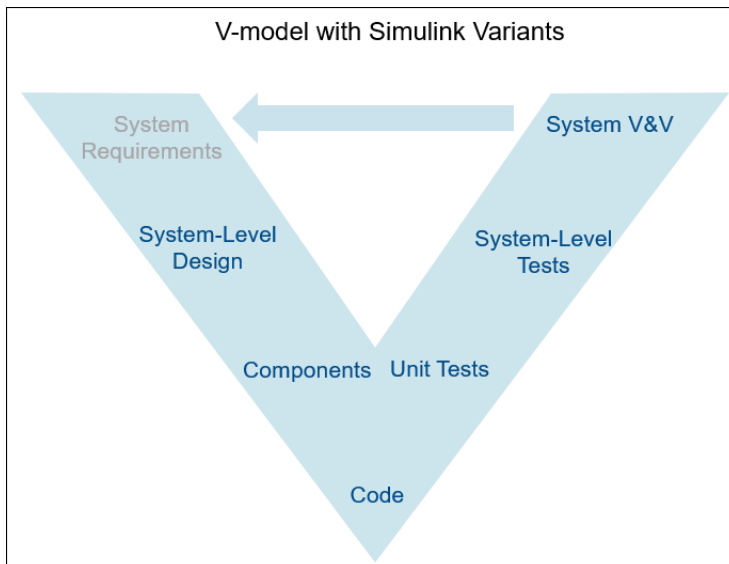 V-model with Simulink Variants
System
Requirements
System V&V
System-Level
Design
System-Level
Tests
Components
Unit Tests
Code